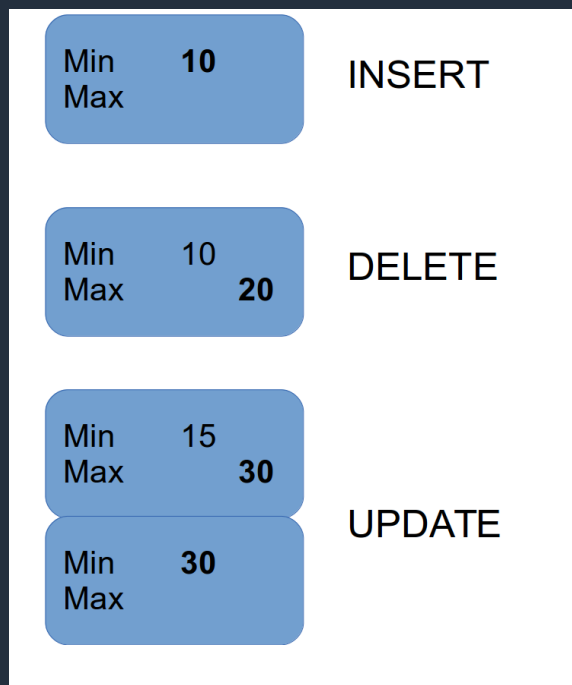 Min 10
Max
INSERT
Min 10
Max 20
DELETE
Min 15
Max 30
Min 30
Max
UPDATE